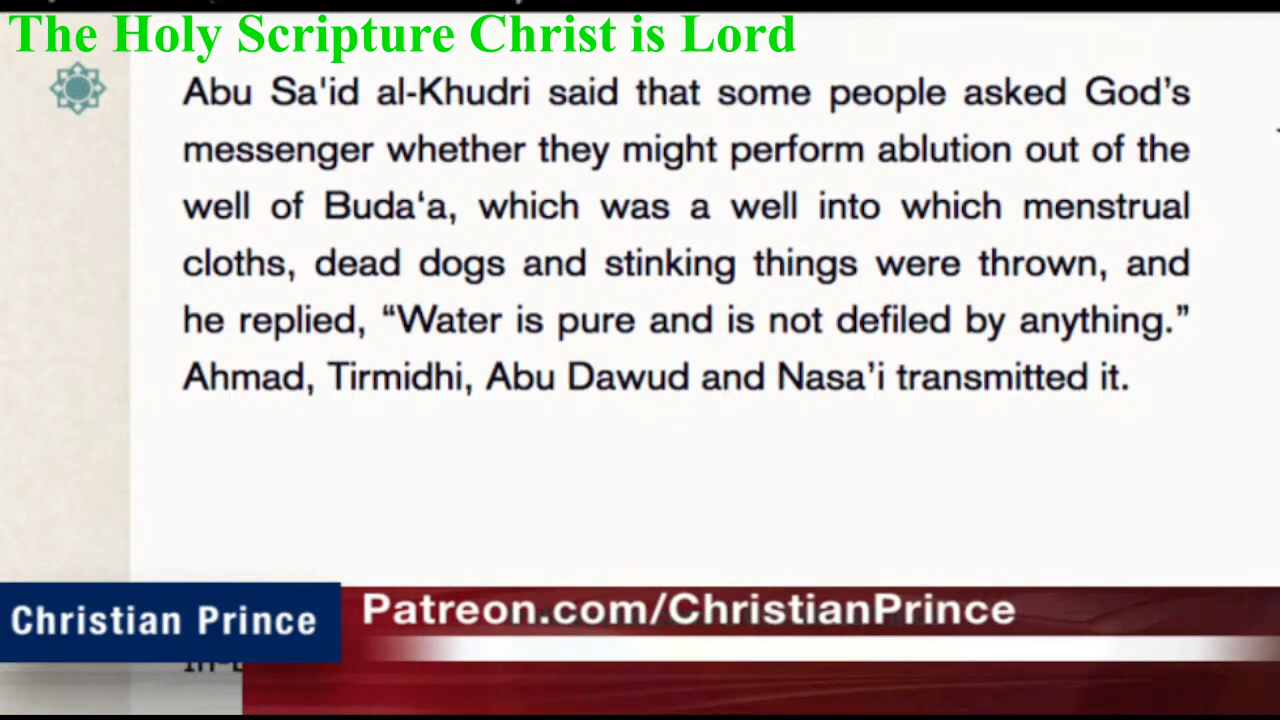 The Holy Scripture Christ is Lord
Abu Sa'id al-Khudri said that some people asked God’s
messenger whether they might perform ablution out of the
well of Buda‘a, which was a well into which menstrual
cloths, dead dogs and stinking things were thrown, and
he replied, “Water is pure and is not defiled by anything.”
Ahmad, Tirmidhi, Abu Dawud and Nasa’i transmitted it.
Christian Prince
Patreon.com/ChristianPrince